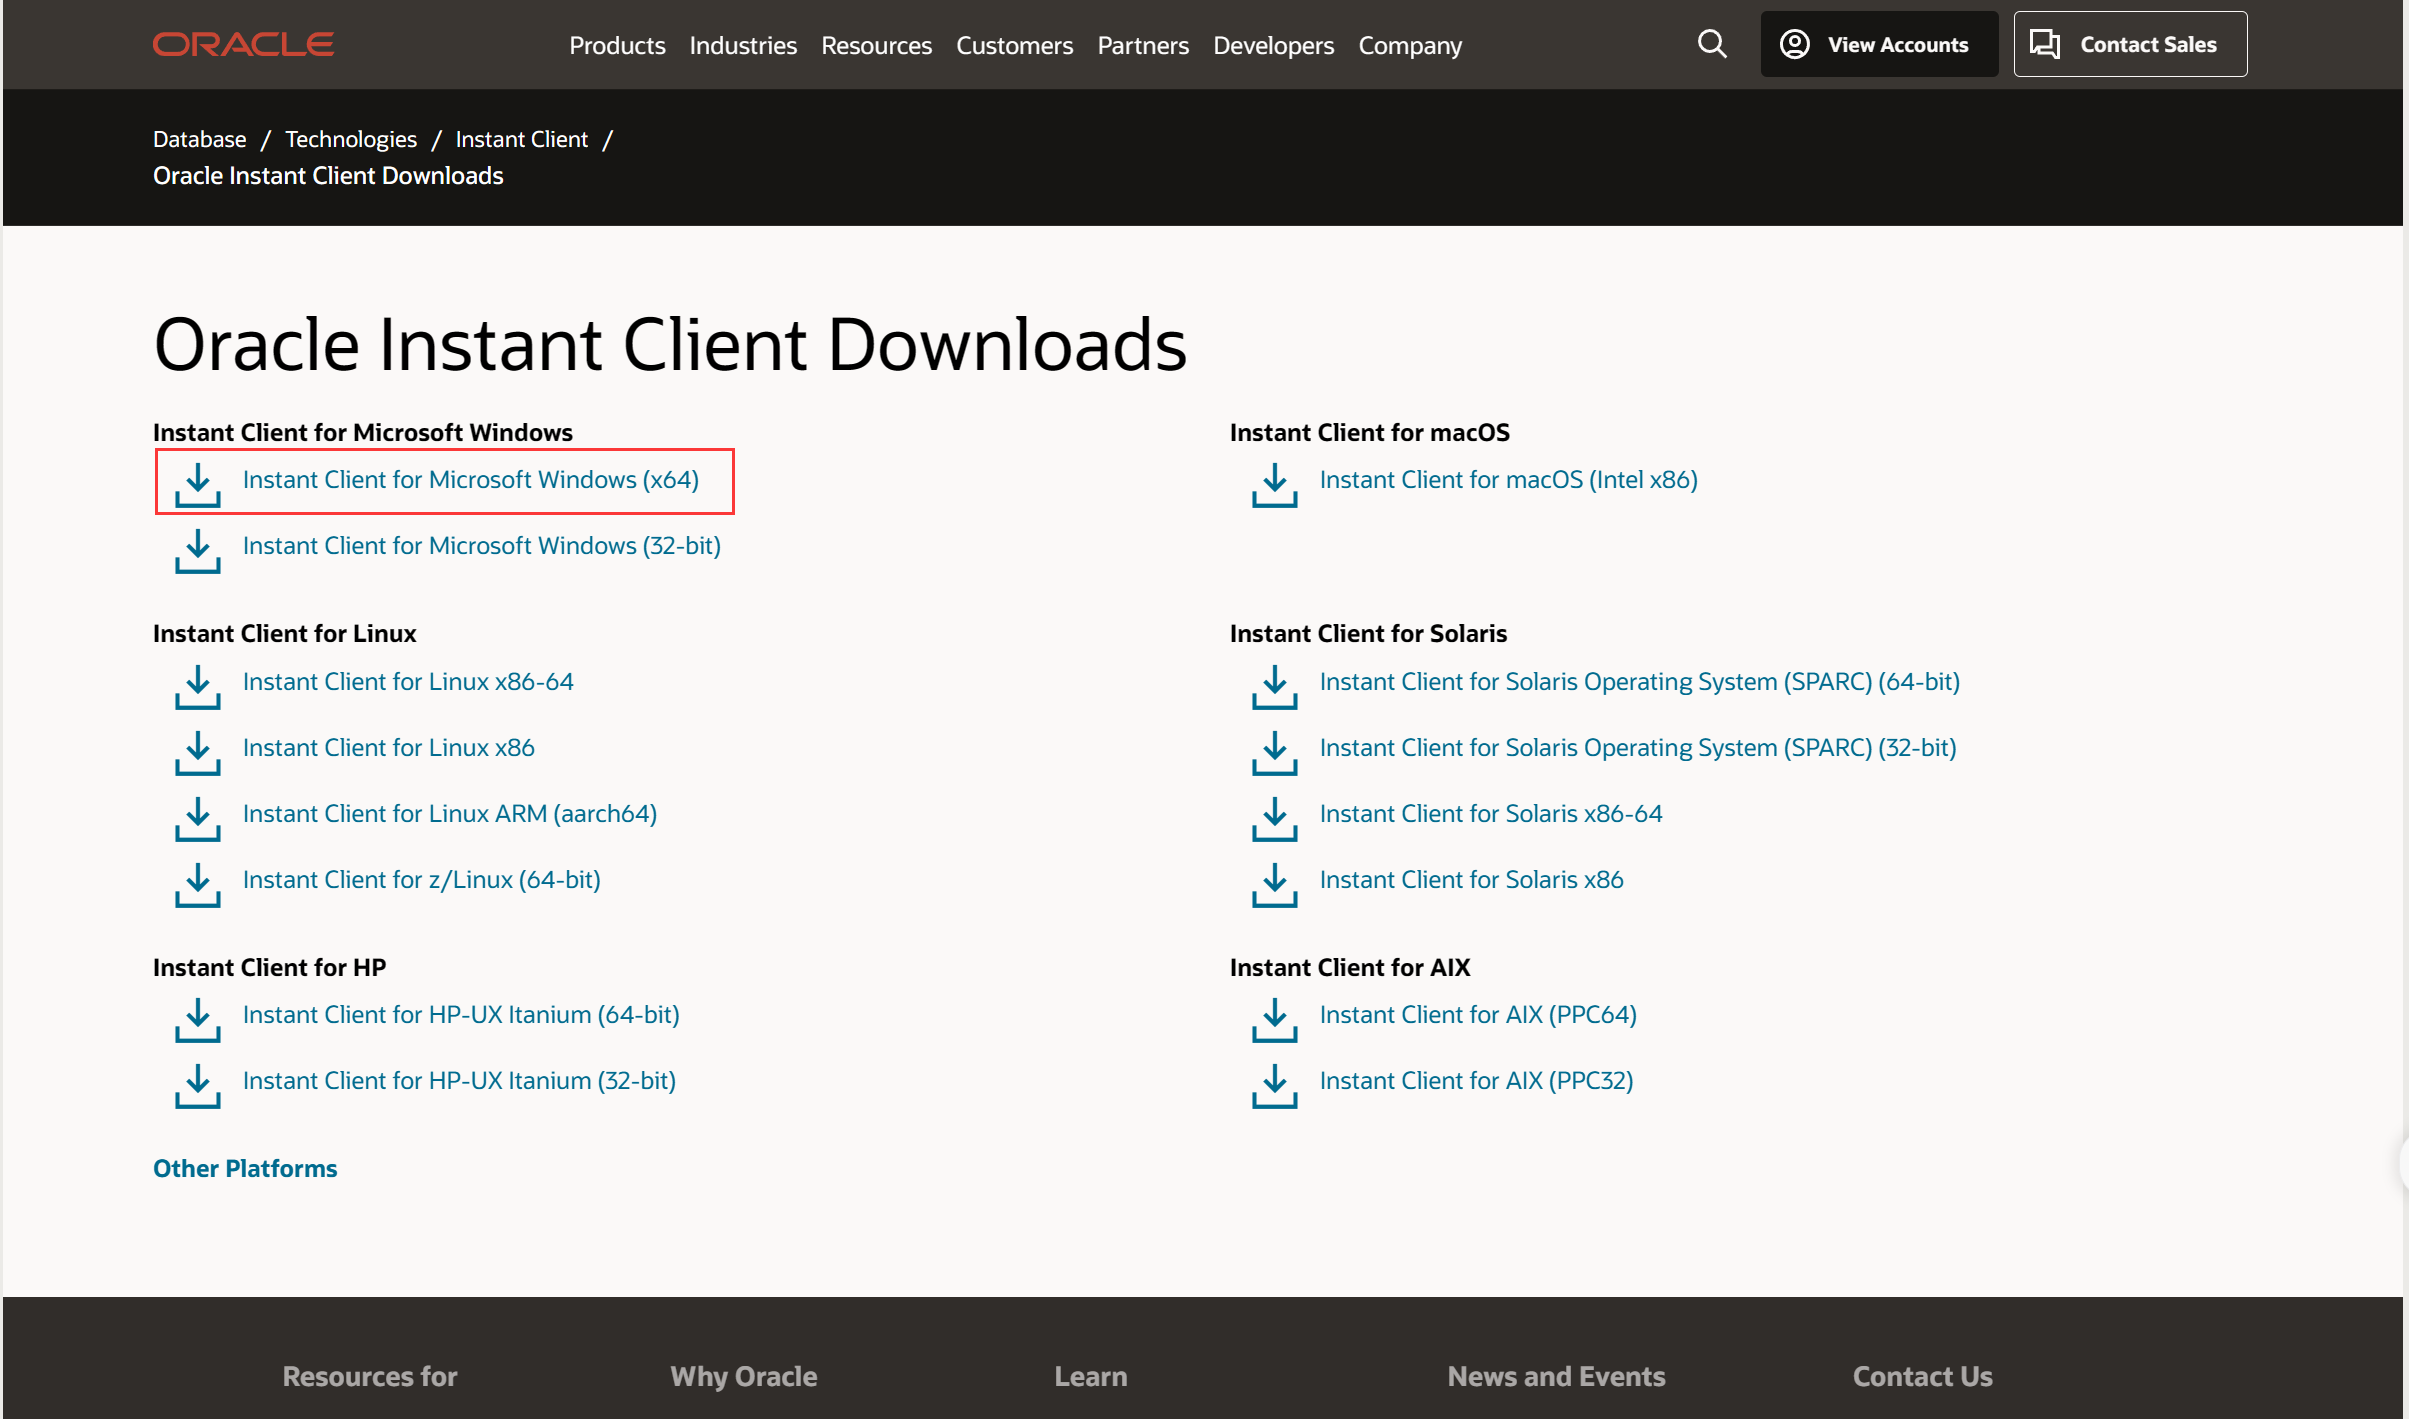 ORACLE
Products Industries Resources Customers Partners Developers Company
View Accounts
Contact Sales
Database / Technologies / Instant Client /
Oracle Instant Client Downloads
Oracle Instant Client Downloads
Instant Client for Microsoft Windows
Instant Client for Microsoft Windows (x64)
Instant Client for Microsoft Windows (32-bit)
Instant Client for macOS
Instant Client for macOS (Intel x86)
Instant Client for Linux
Instant Client for Linux x86-64
Instant Client for Linux x86
Instant Client for Linux ARM (aarch64)
Instant Client for z/Linux (64-bit)
Instant Client for Solaris
Instant Client for Solaris Operating System (SPARC) (64-bit)
Instant Client for Solaris Operating System (SPARC) (32-bit)
Instant Client for Solaris x86-64
Instant Client for Solaris x86
Instant Client for HP
Instant Client for HP-UX Itanium (64-bit)
Instant Client for HP-UX Itanium (32-bit)
Instant Client for AIX
Instant Client for AIX (PPC64)
Instant Client for AIX (PPC32)
Other Platforms
Resources for
Why Oracle
Learn
News and Events
Contact Us